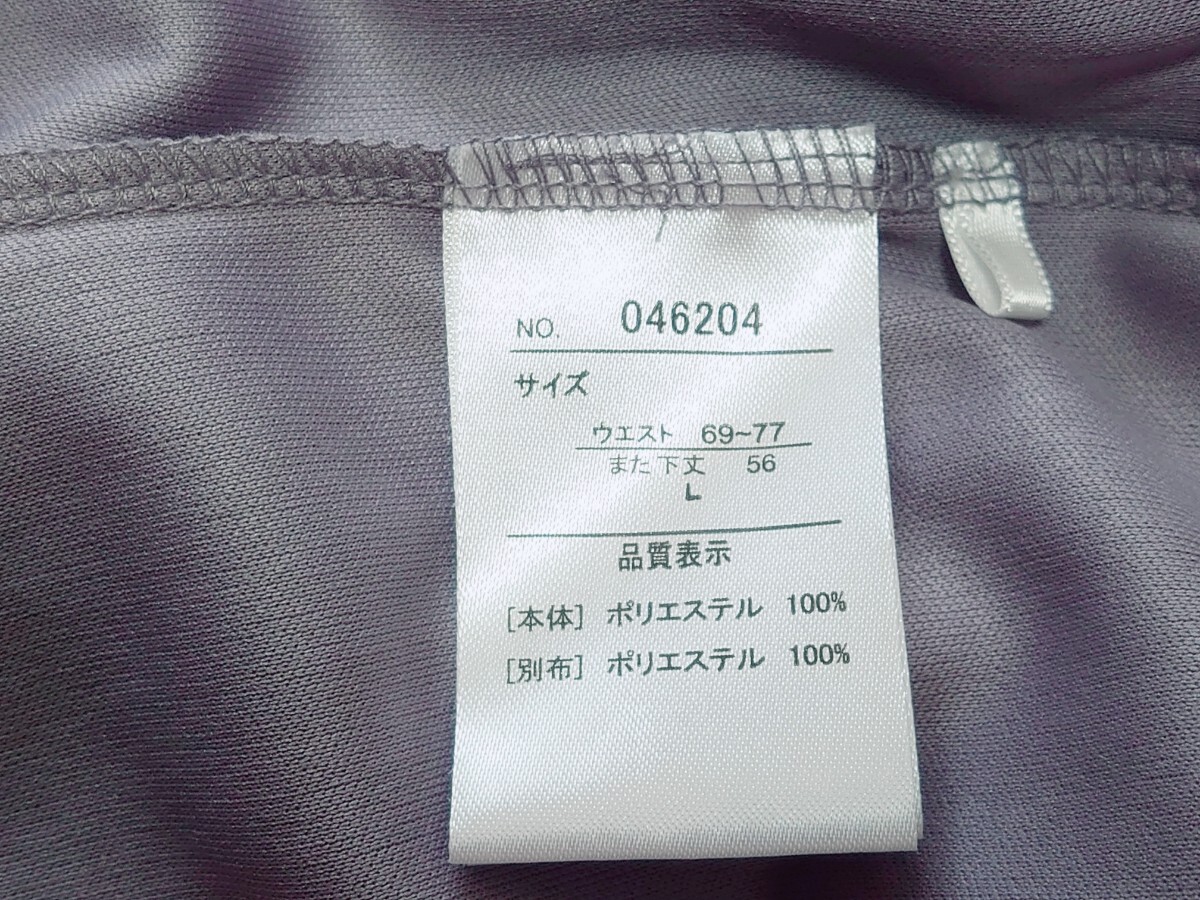 NO. 046204
サイズ
ウエスト 69~77
また下丈 56
L
品質表示
[本体] ポリエステル 100%
[別布] ポリエステル 100%